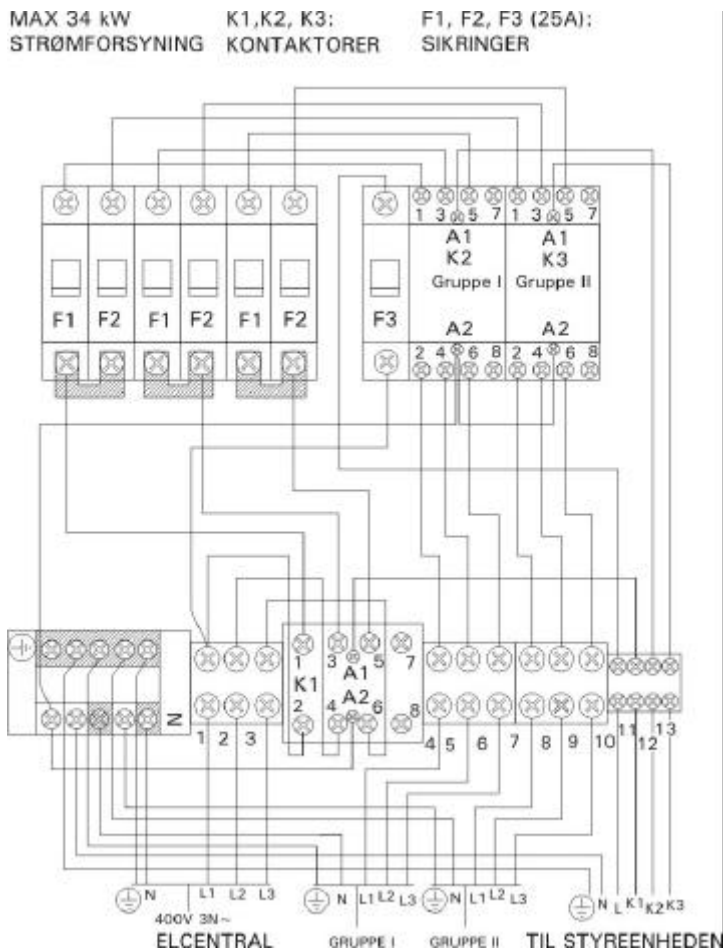 MAX 34 kW K1,K2, K3: F1, F2, F3 (25A):
STRØMFORSYNING KONTAKTORER SIKRINGER
1 3 5 7 1 3 5 7
A1 A1
K2 K3
Gruppe I Gruppe II
F1 F2 F1 F2 F1 F2 F3
A2 A2
2 4 6 8 2 4 6 8
1 3 5 7
K1 A1
A2
2 4 6 8
N
1 2 3 4 5 6 7 8 9 10 11 12 13
N L1 L2 L3 N L1 L2 L3 N L1 L2 L3 N L K1 K2 K3
400V 3N~
ELCENTRAL GRUPPE I GRUPPE II TIL STYREENHEDEN